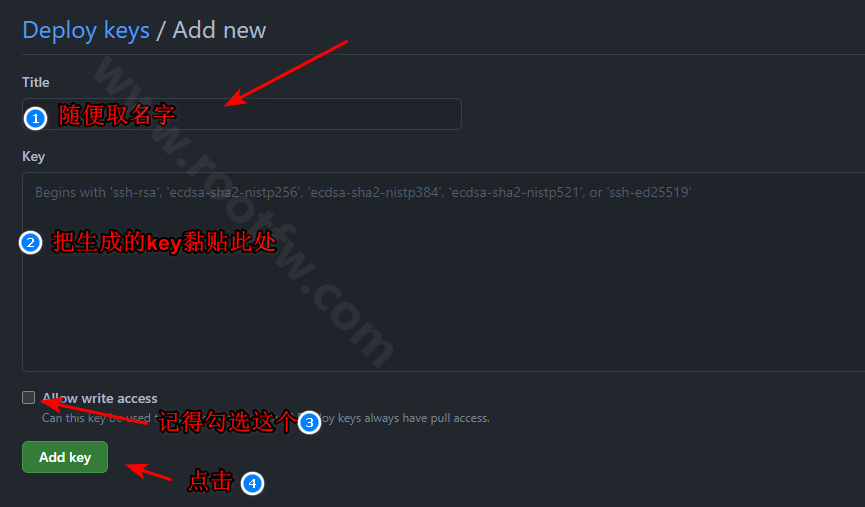 Deploy keys / Add new
Title
1 随便取名字
Key
Begins with 'ssh-rsa', 'ecdsa-sha2-nistp256', 'ecdsa-sha2-nistp384', 'ecdsa-sha2-nistp521', or 'ssh-ed25519'
2 把生成的key黏贴此处
www.rootfw.com
Allow write access
Can this key be used t
记得勾选这个 3
oy keys always have pull access.
Add key
点击 4